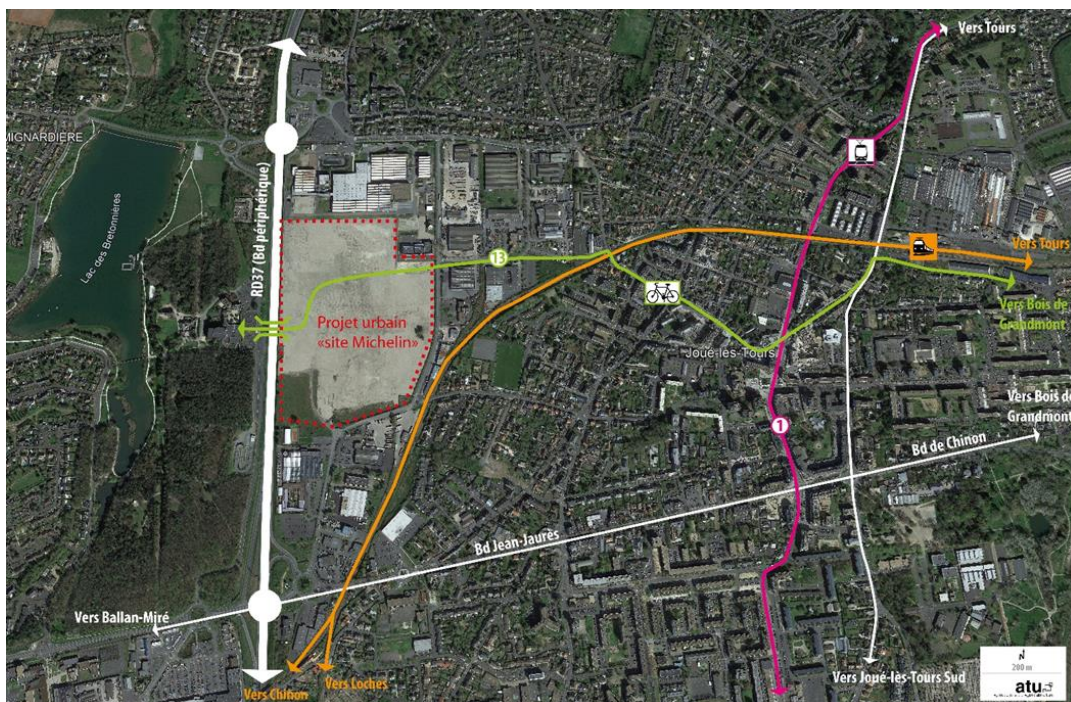 Vers Tours
MIGNARDIÈRE
Lac des Bretonnières
RD37 (Bd périphérique)
Vers Tours
13
Vers Bois de
Grandmont
Projet urbain
«site Michelin»
Joué-lès-Tours
Vers Bois de
Grandmont
1
Bd de Chinon
Bd Jean-Jaurès
Vers Ballan-Miré
Vers Chinon
Vers Loches
Vers Joué-lès-Tours Sud
N
200 m
atu